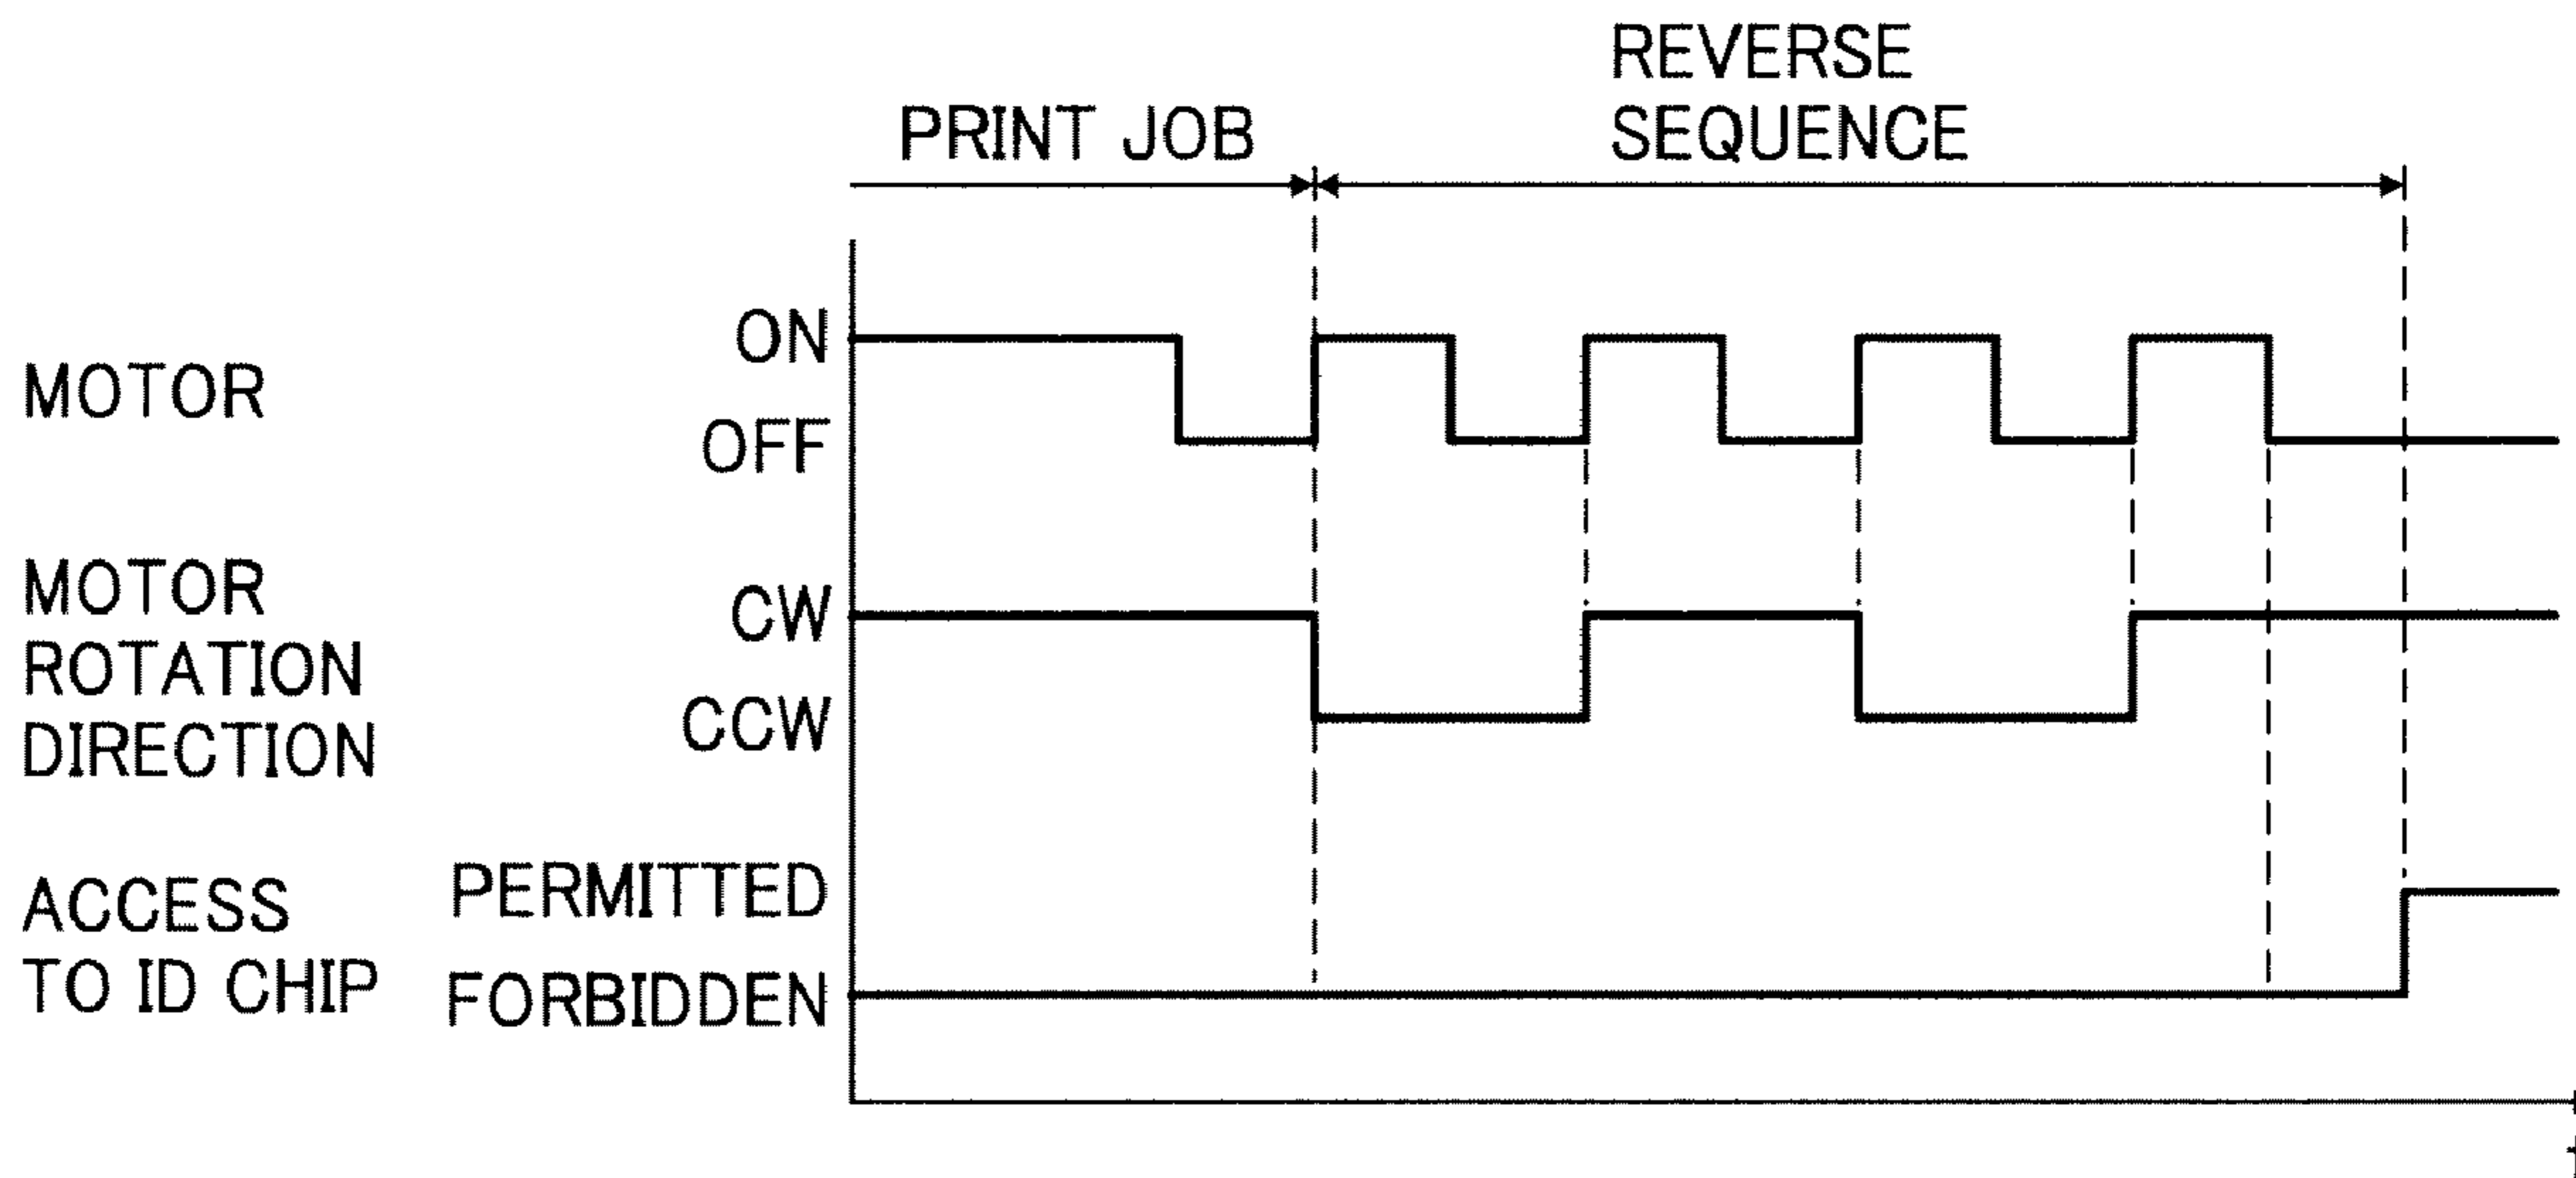 REVERSE
SEQUENCE
PRINT JOB
ON
MOTOR
OFF
MOTOR
ROTATION
DIRECTION
CW
CCW
ACCESS
TO ID CHIP
PERMITTED
FORBIDDEN